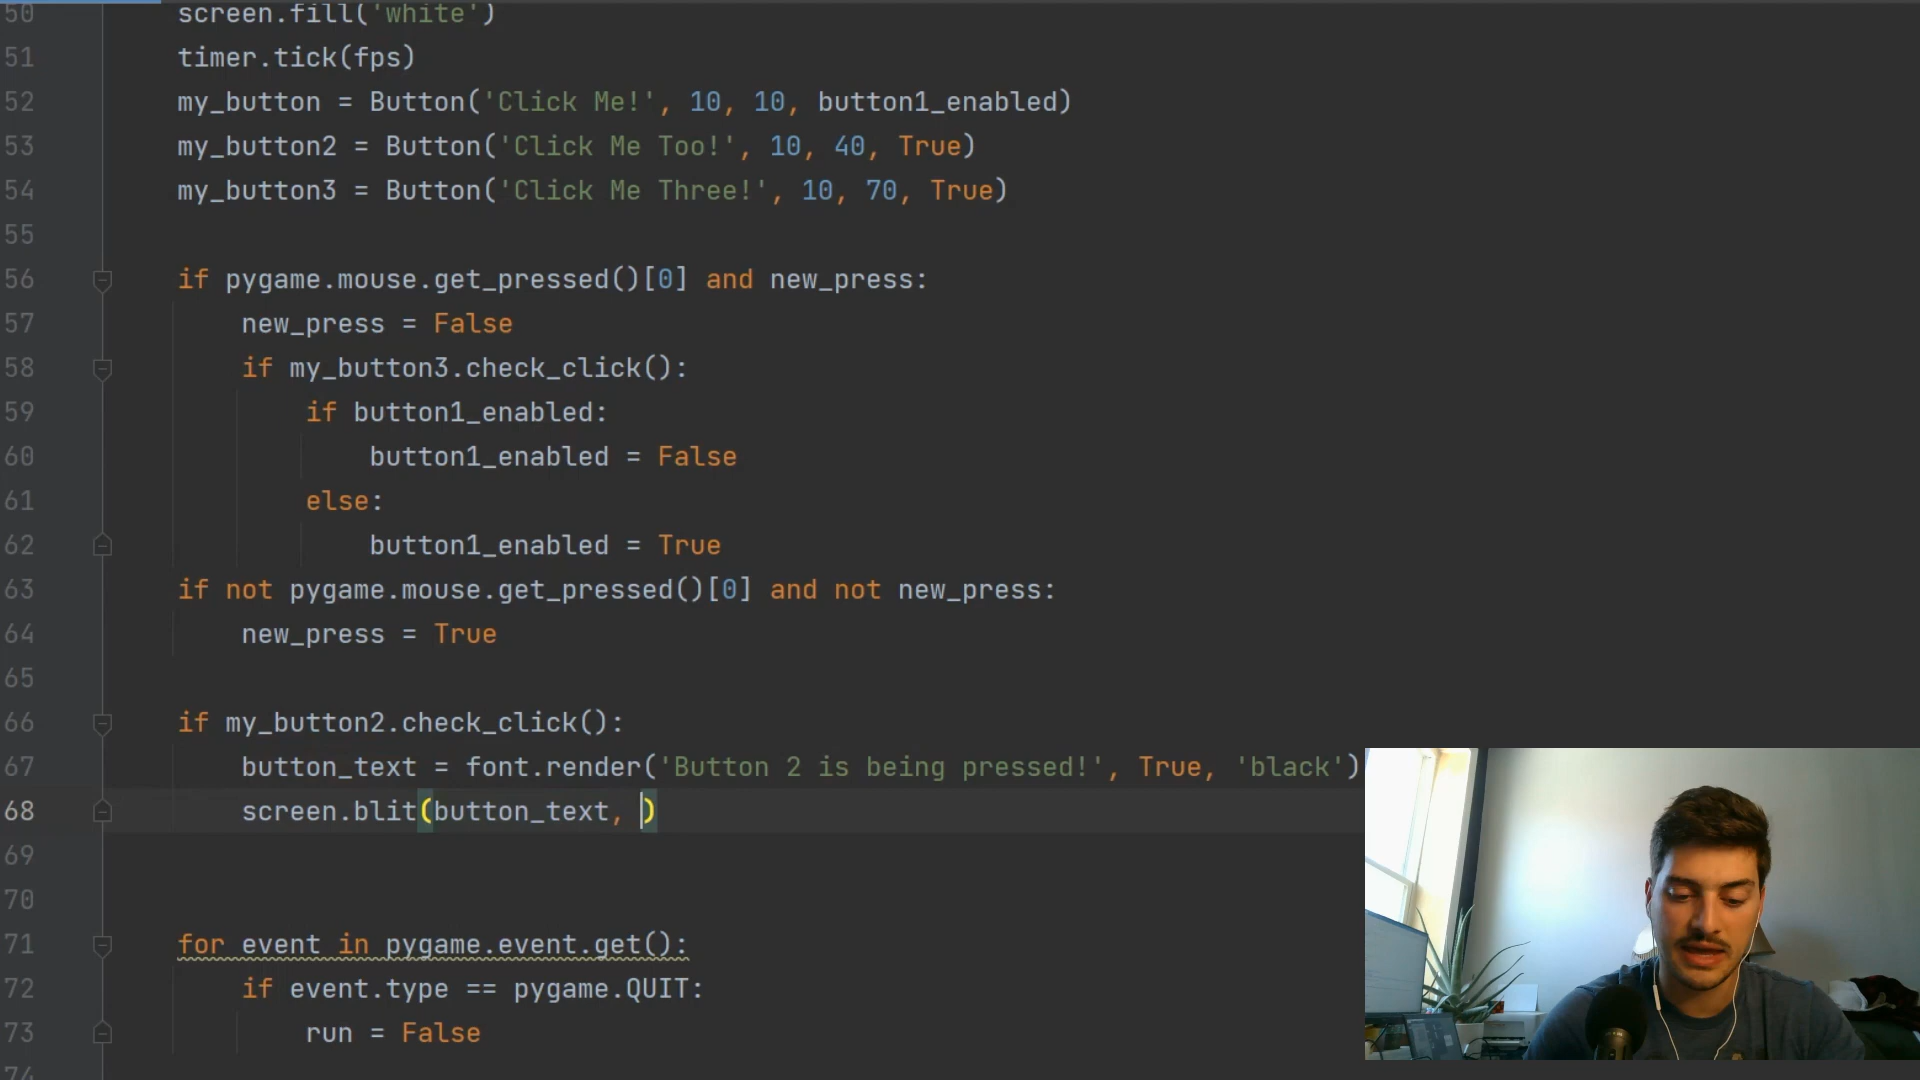 50 screen.fill('white')
51 timer.tick(fps)
52 my_button = Button('Click Me!', 10, 10, button1_enabled)
53 my_button2 = Button('Click Me Too!', 10, 40, True)
54 my_button3 = Button('Click Me Three!', 10, 70, True)
55
56 if pygame.mouse.get_pressed()[0] and new_press:
57 new_press = False
58 if my_button3.check_click():
59 if button1_enabled:
60 button1_enabled = False
61 else:
62 button1_enabled = True
63 if not pygame.mouse.get_pressed()[0] and not new_press:
64 new_press = True
65
66 if my_button2.check_click():
67 button_text = font.render('Button 2 is being pressed!', True, 'black')
68 screen.blit(button_text, )
69
70
71 for event in pygame.event.get():
72 if event.type == pygame.QUIT:
73 run = False
74